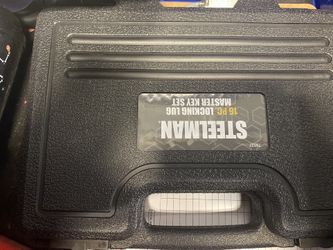 STEELMAN
16 PC. LOCKING LUG
MASTER KEY SET